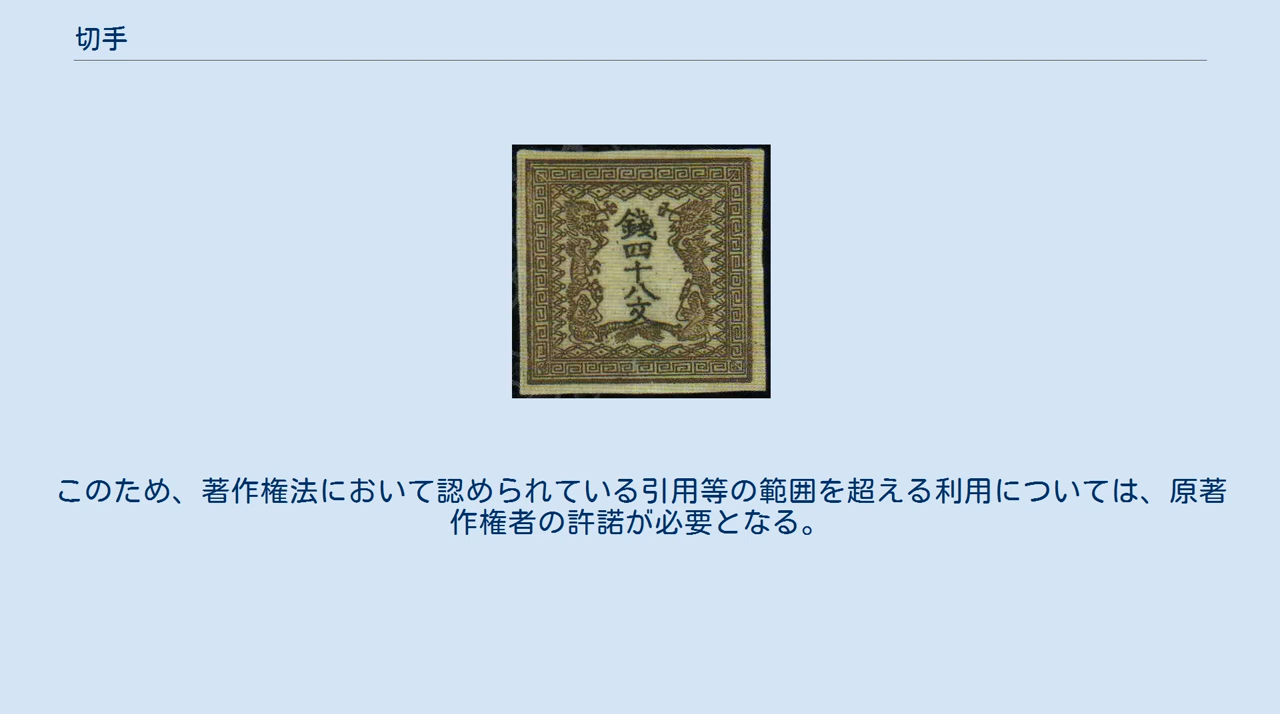 切手
錢四十八文
このため、著作権法において認められている引用等の範囲を超える利用については、原著
作権者の許諾が必要となる。